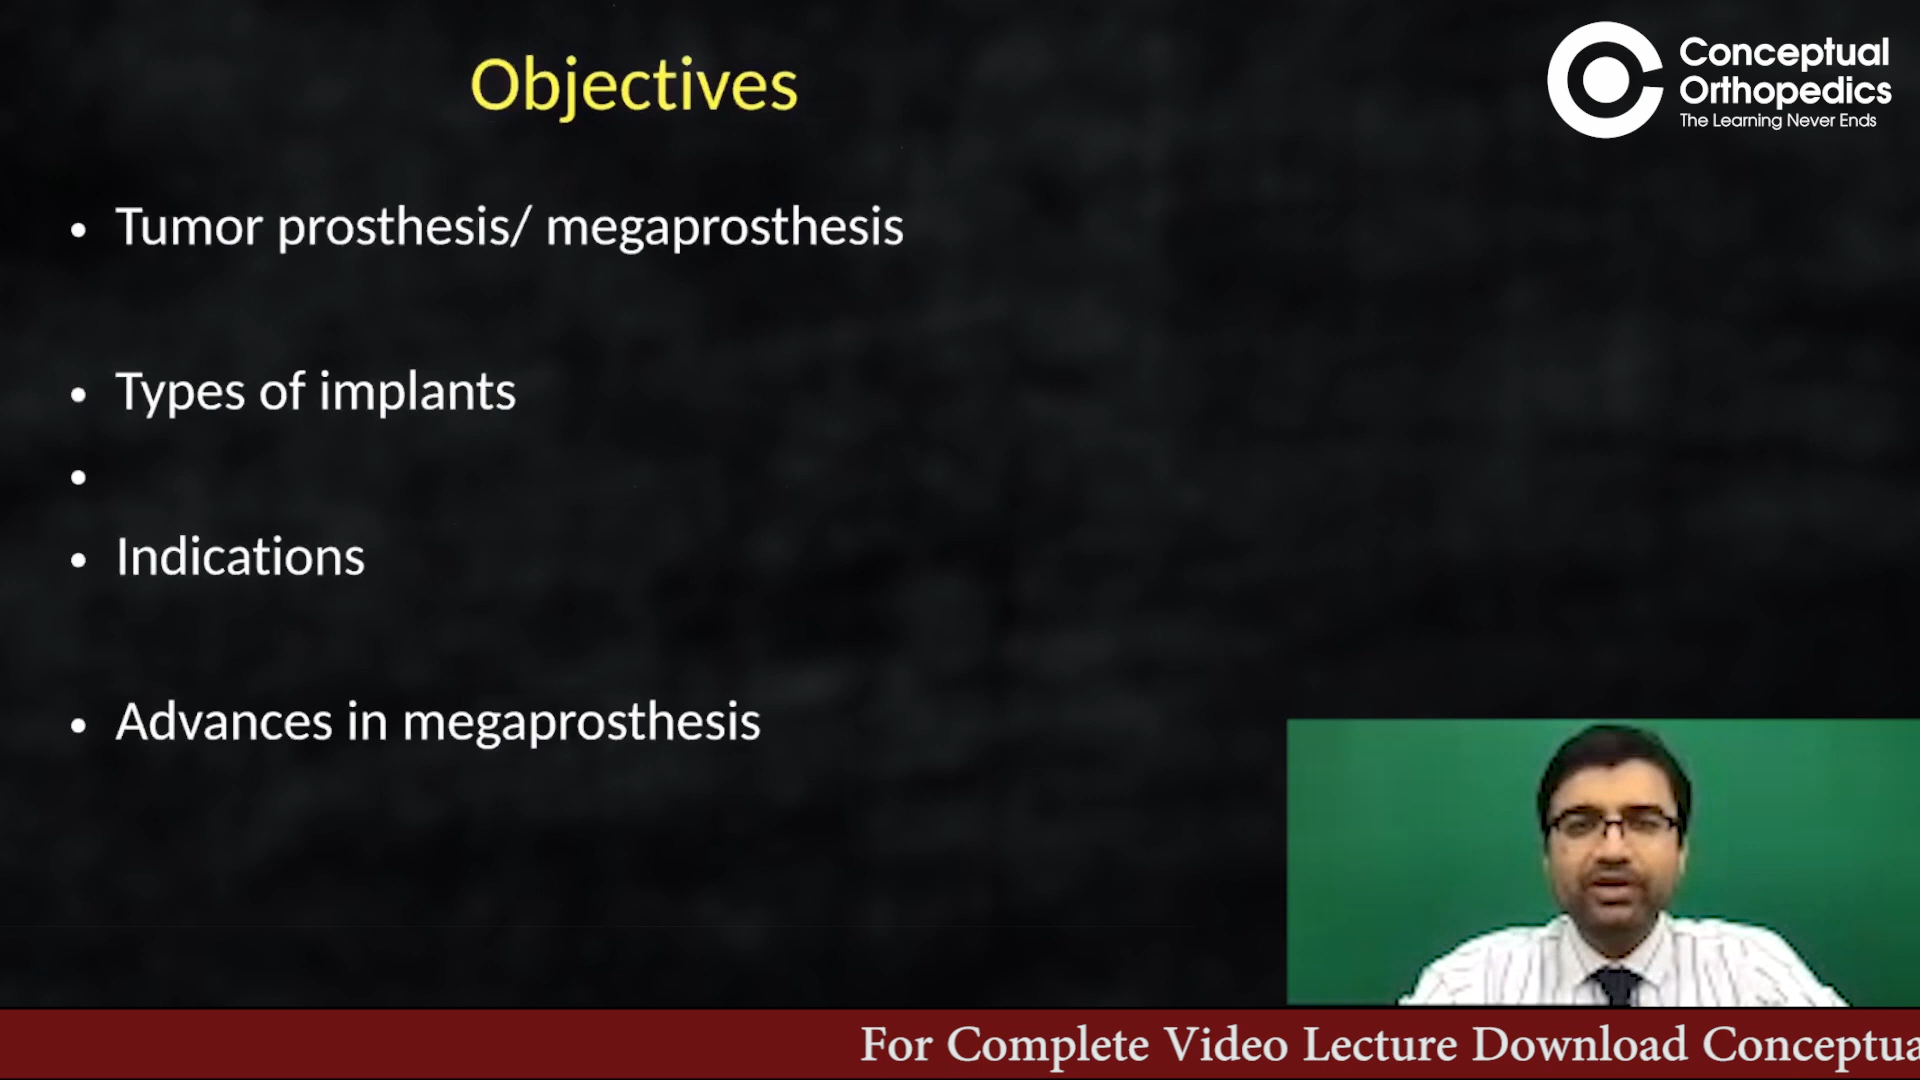 Objectives
Conceptual
Orthopedics
The Learning Never Ends
• Tumor prosthesis/ megaprosthesis
• Types of implants
•
• Indications
• Advances in megaprosthesis
For Complete Video Lecture Download Conceptua